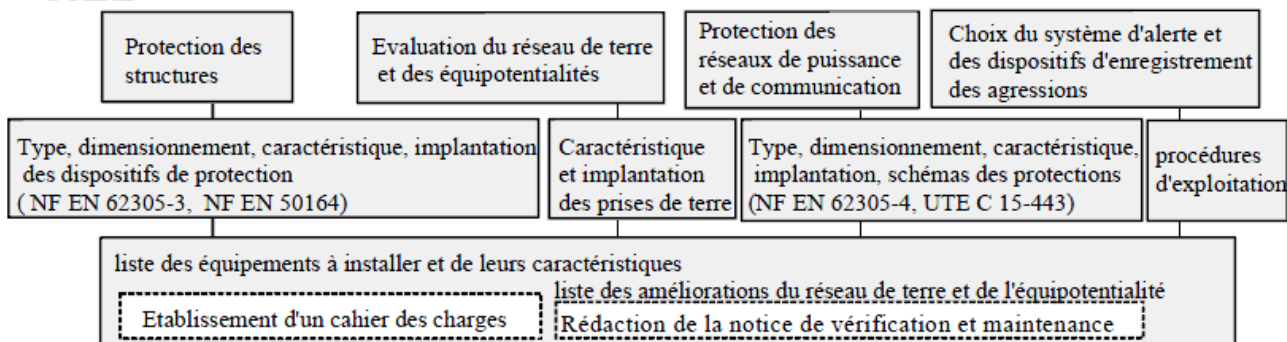 Protection des
structures
Evaluation du réseau de terre
et des équipotentialités
Protection des
réseaux de puissance
et de communication
Choix du système d'alerte et
des dispositifs d'enregistrement
des agressions
Type, dimensionnement, caractéristique, implantation
des dispositifs de protection
( NF EN 62305-3, NF EN 50164)
Caractéristique
et implantation
des prises de terre
Type, dimensionnement, caractéristique,
implantation, schémas des protections
(NF EN 62305-4, UTE C 15-443)
procédures
d'exploitation
liste des équipements à installer et de leurs caractéristiques
liste des améliorations du réseau de terre et de l'équipotentialité
Etablissement d'un cahier des charges
Rédaction de la notice de vérification et maintenance